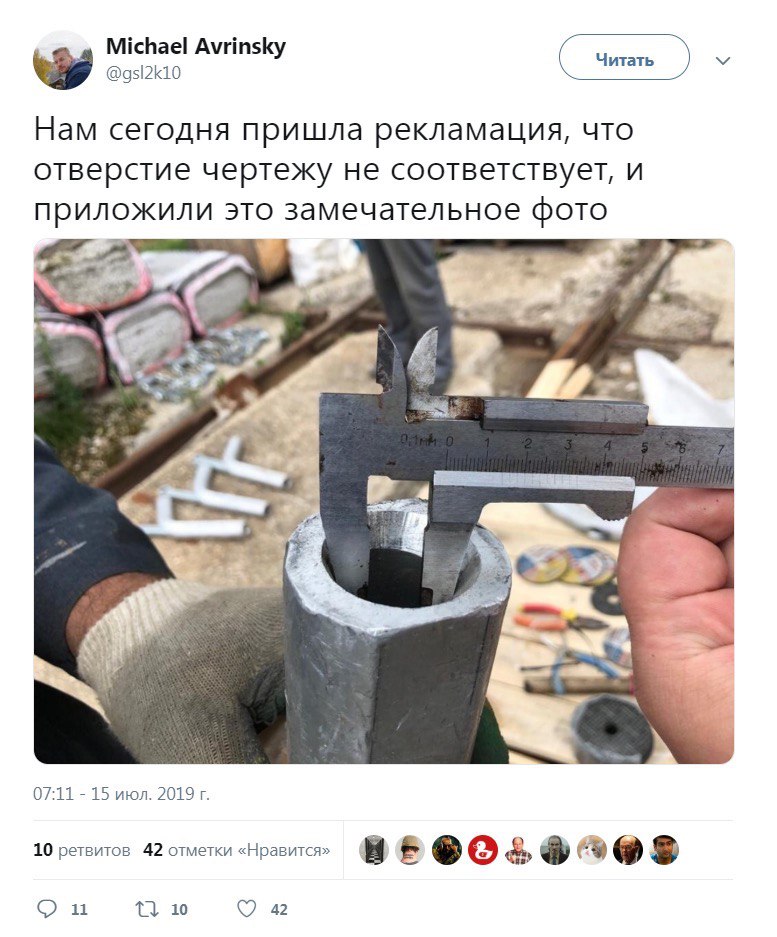 Michael Avrinsky
@gsl2k10
Читать
Нам сегодня пришла рекламация, что
отверстие чертежу не соответствует, и
приложили это замечательное фото
0 1 2 3 4 5 6 7
07:11 - 15 июл. 2019 г.
10 ретвитов 42 отметки «Нравится»
11 10 42